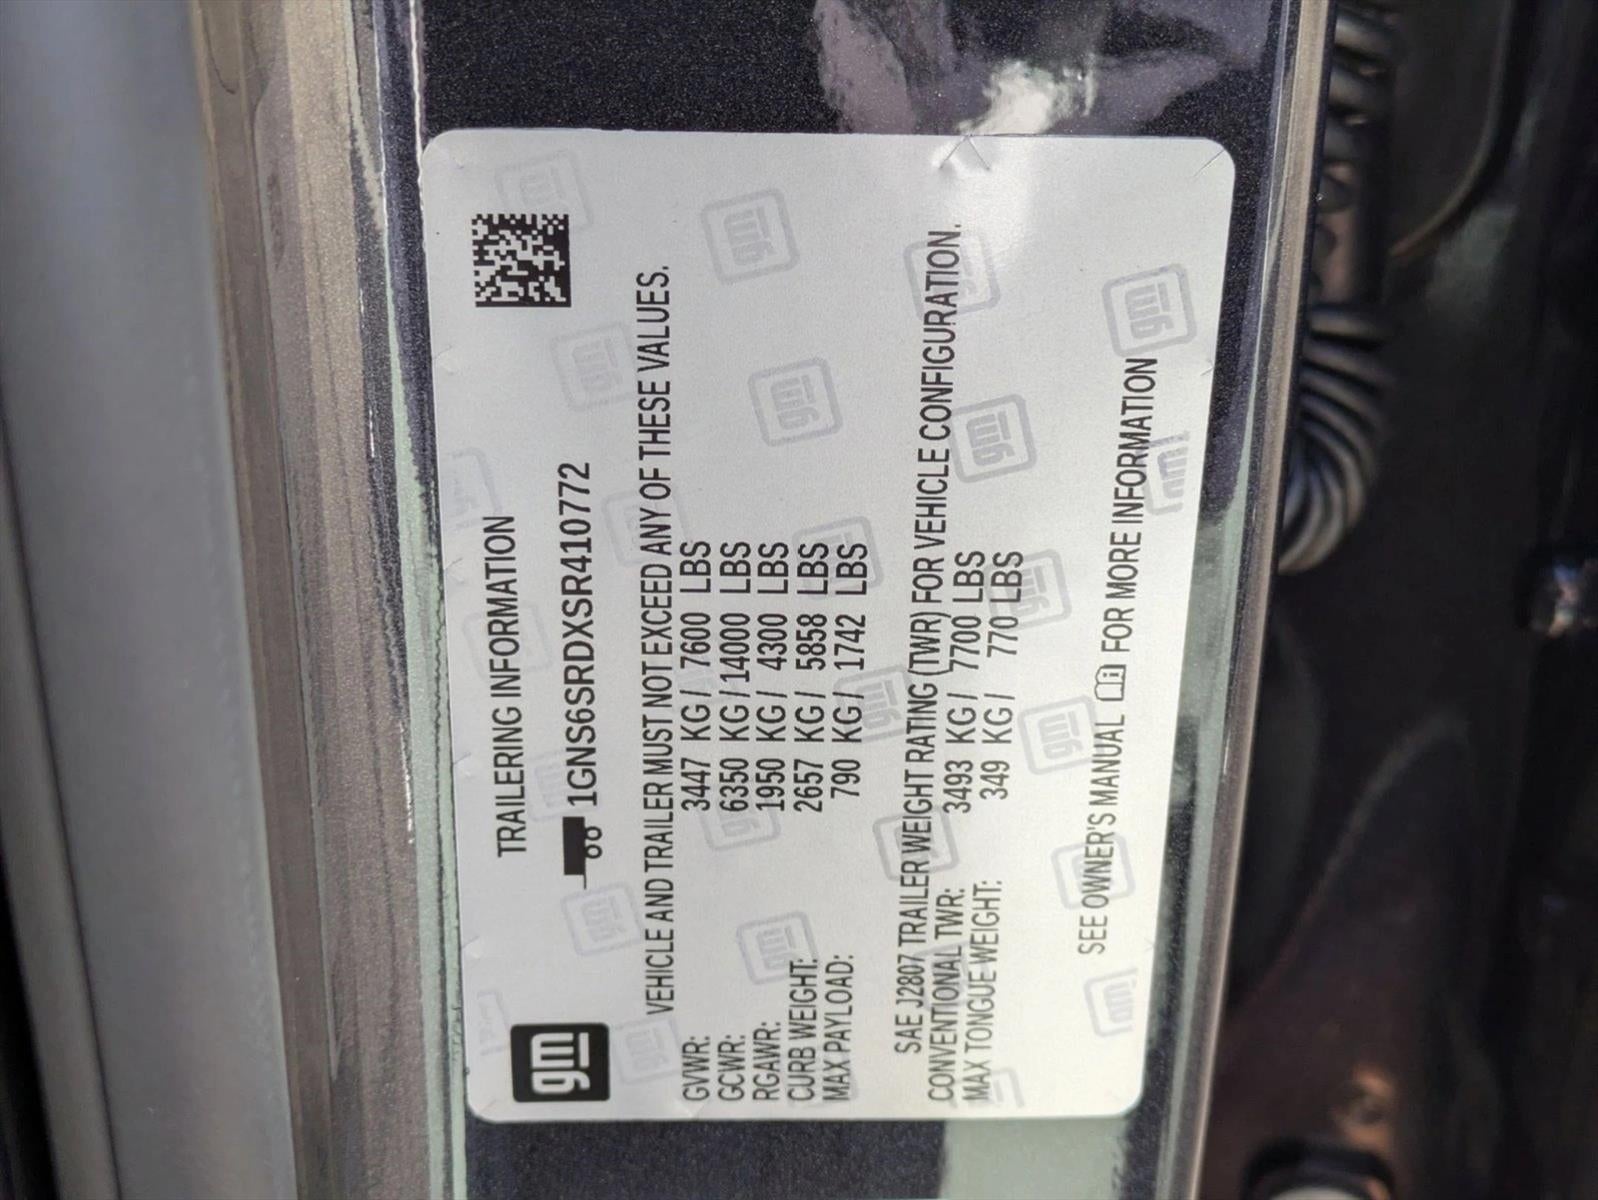 gm
TRAILERING INFORMATION
1GNS6SRDXSR410772
VEHICLE AND TRAILER MUST NOT EXCEED ANY OF THESE VALUES.
GVWR: 3447 KG / 7600 LBS
GCWR: 6350 KG / 14000 LBS
RGAWR: 1950 KG / 4300 LBS
CURB WEIGHT: 2657 KG / 5858 LBS
MAX PAYLOAD: 790 KG / 1742 LBS
SAE J2807 TRAILER WEIGHT RATING (TWR) FOR VEHICLE CONFIGURATION.
CONVENTIONAL TWR: 3493 KG / 7700 LBS
MAX TONGUE WEIGHT: 349 KG / 770 LBS
SEE OWNER'S MANUAL FOR MORE INFORMATION